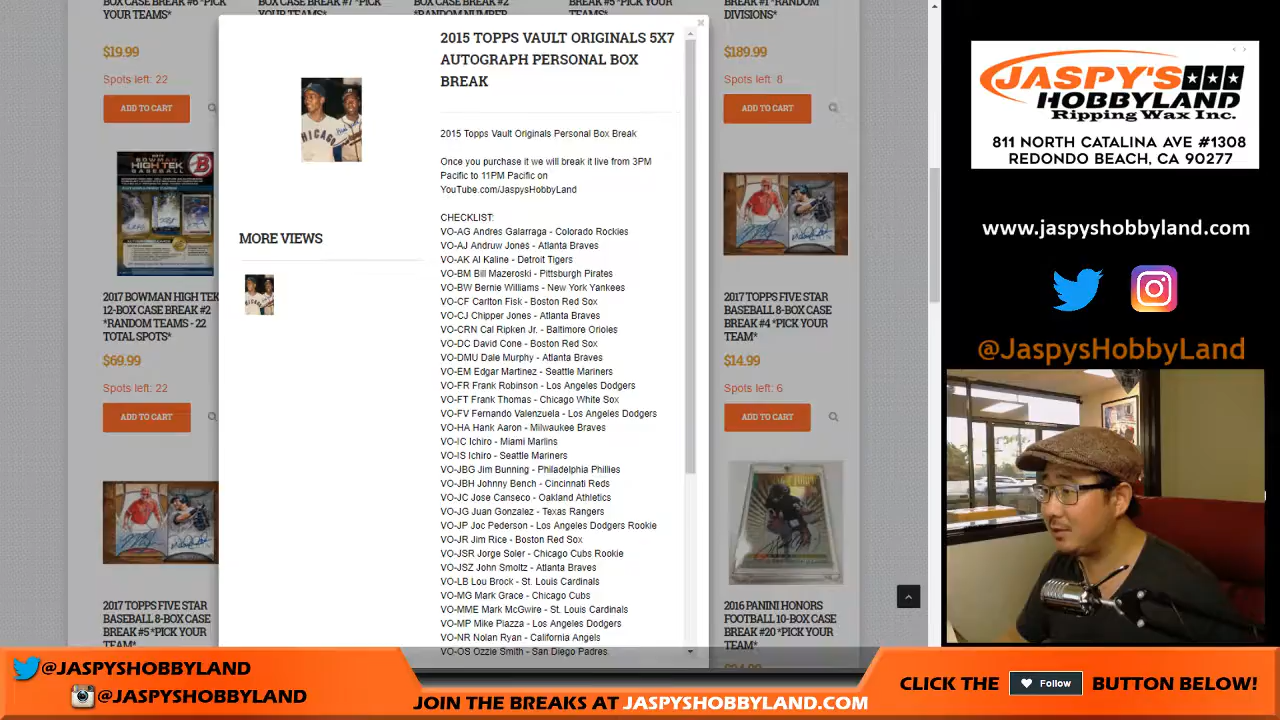 BOX CASE BREAK #6 *PICK
YOUR TEAMS*
$19.99
Spots left: 22
ADD TO CART
BOX CASE BREAK #7 *PICK
YOUR TEAMS*
BOX CASE BREAK #2
*RANDOM NUMBER
BREAK #5 *PICK YOUR
TEAMS*
BREAK #1 *RANDOM
DIVISIONS*
$189.99
Spots left: 8
ADD TO CART
BOWMAN
HIGH TEK
BASEBALL
2017 BOWMAN HIGH TEK
12-BOX CASE BREAK #2
*RANDOM TEAMS - 22
TOTAL SPOTS*
$69.99
Spots left: 22
ADD TO CART
2017 TOPPS FIVE STAR
BASEBALL 8-BOX CASE
BREAK #5 *PICK YOUR
TEAM*
2015 TOPPS VAULT ORIGINALS 5X7
AUTOGRAPH PERSONAL BOX
BREAK
2015 Topps Vault Originals Personal Box Break
Once you purchase it we will break it live from 3PM
Pacific to 11PM Pacific on
YouTube.com/JaspysHobbyLand
MORE VIEWS
CHICAGO
CHECKLIST:
VO-AG Andres Galarraga - Colorado Rockies
VO-AJ Andruw Jones - Atlanta Braves
VO-AK Al Kaline - Detroit Tigers
VO-BM Bill Mazeroski - Pittsburgh Pirates
VO-BW Bernie Williams - New York Yankees
VO-CF Carlton Fisk - Boston Red Sox
VO-CJ Chipper Jones - Atlanta Braves
VO-CRN Cal Ripken Jr. - Baltimore Orioles
VO-DC David Cone - Boston Red Sox
VO-DMU Dale Murphy - Atlanta Braves
VO-EM Edgar Martinez - Seattle Mariners
VO-FR Frank Robinson - Los Angeles Dodgers
VO-FT Frank Thomas - Chicago White Sox
VO-FV Fernando Valenzuela - Los Angeles Dodgers
VO-HA Hank Aaron - Milwaukee Braves
VO-IC Ichiro - Miami Marlins
VO-IS Ichiro - Seattle Mariners
VO-JBG Jim Bunning - Philadelphia Phillies
VO-JBH Johnny Bench - Cincinnati Reds
VO-JC Jose Canseco - Oakland Athletics
VO-JG Juan Gonzalez - Texas Rangers
VO-JP Joc Pederson - Los Angeles Dodgers Rookie
VO-JR Jim Rice - Boston Red Sox
VO-JSR Jorge Soler - Chicago Cubs Rookie
VO-JSZ John Smoltz - Atlanta Braves
VO-LB Lou Brock - St. Louis Cardinals
VO-MG Mark Grace - Chicago Cubs
VO-MME Mark McGwire - St. Louis Cardinals
VO-MP Mike Piazza - Los Angeles Dodgers
VO-NR Nolan Ryan - California Angels
VO-OS Ozzie Smith - San Diego Padres
2017 TOPPS FIVE STAR
BASEBALL 8-BOX CASE
BREAK #4 *PICK YOUR
TEAM*
$14.99
Spots left: 6
ADD TO CART
2016 PANINI HONORS
FOOTBALL 10-BOX CASE
BREAK #20 *PICK YOUR
TEAM*
JASPY'S
HOBBYLAND
Ripping Wax Inc.
811 NORTH CATALINA AVE #1308
REDONDO BEACH, CA 90277
www.jaspyshobbyland.com
@JaspysHobbyLand
@JASPYSHOBBYLAND
@JASPYSHOBBYLAND
JOIN THE BREAKS AT JASPYSHOBBYLAND.COM
CLICK THE Follow BUTTON BELOW!